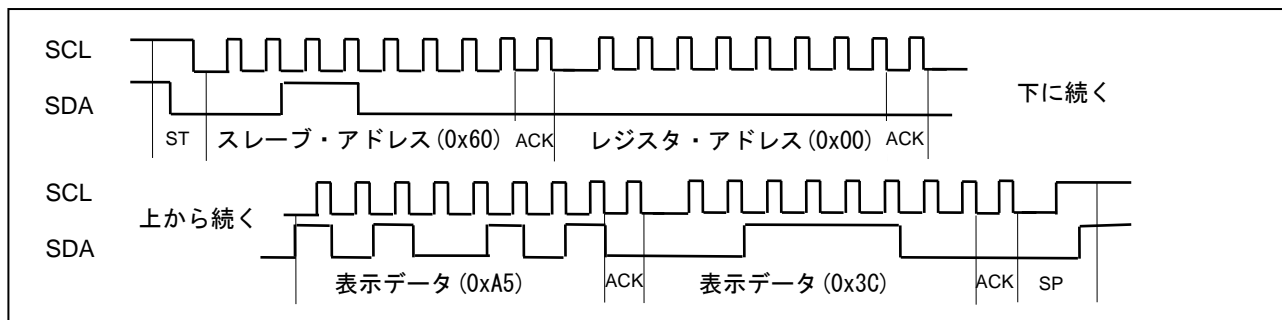 SCL
SDA
下に続く
ST スレーブ・アドレス(0x60) ACK レジスタ・アドレス(0x00) ACK
SCL
上から続く
SDA
表示データ(0xA5) ACK 表示データ(0x3C) ACK SP